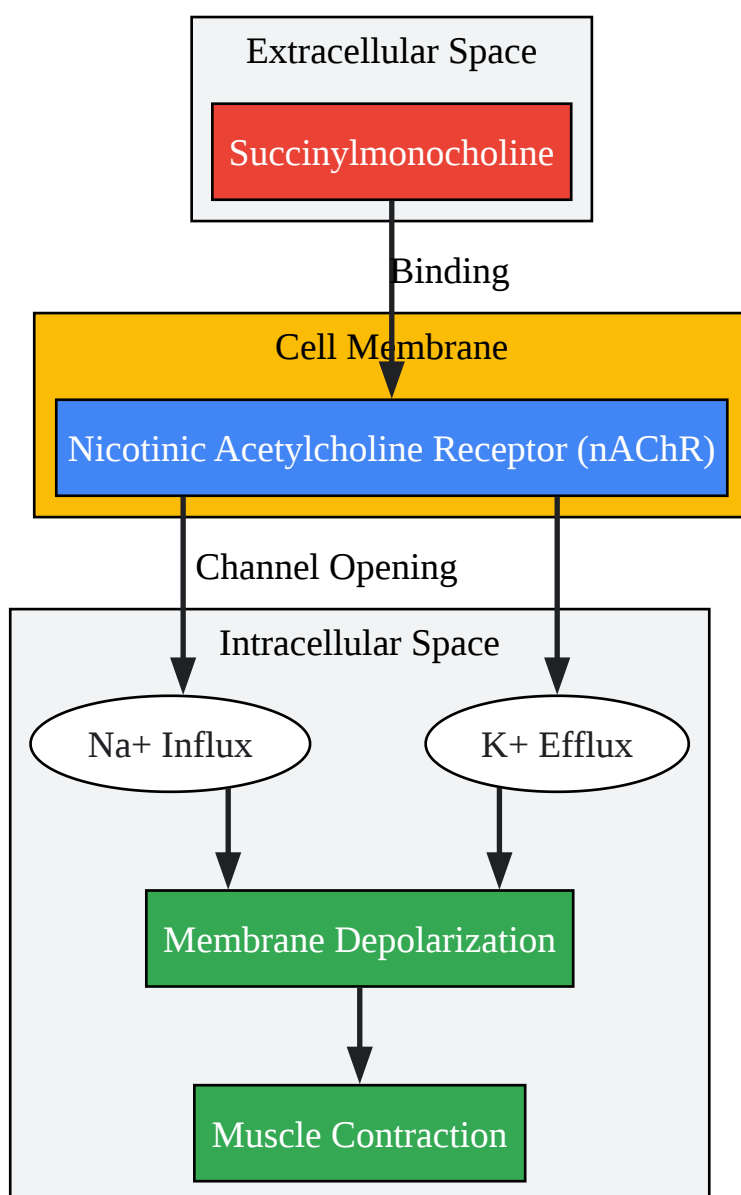 Extracellular Space
Succinylmonocholine
Binding
Cell Membrane
Nicotinic Acetylcholine Receptor (nAChR)
Channel Opening
Intracellular Space
Na+ Influx
K+ Efflux
Membrane Depolarization
Muscle Contraction